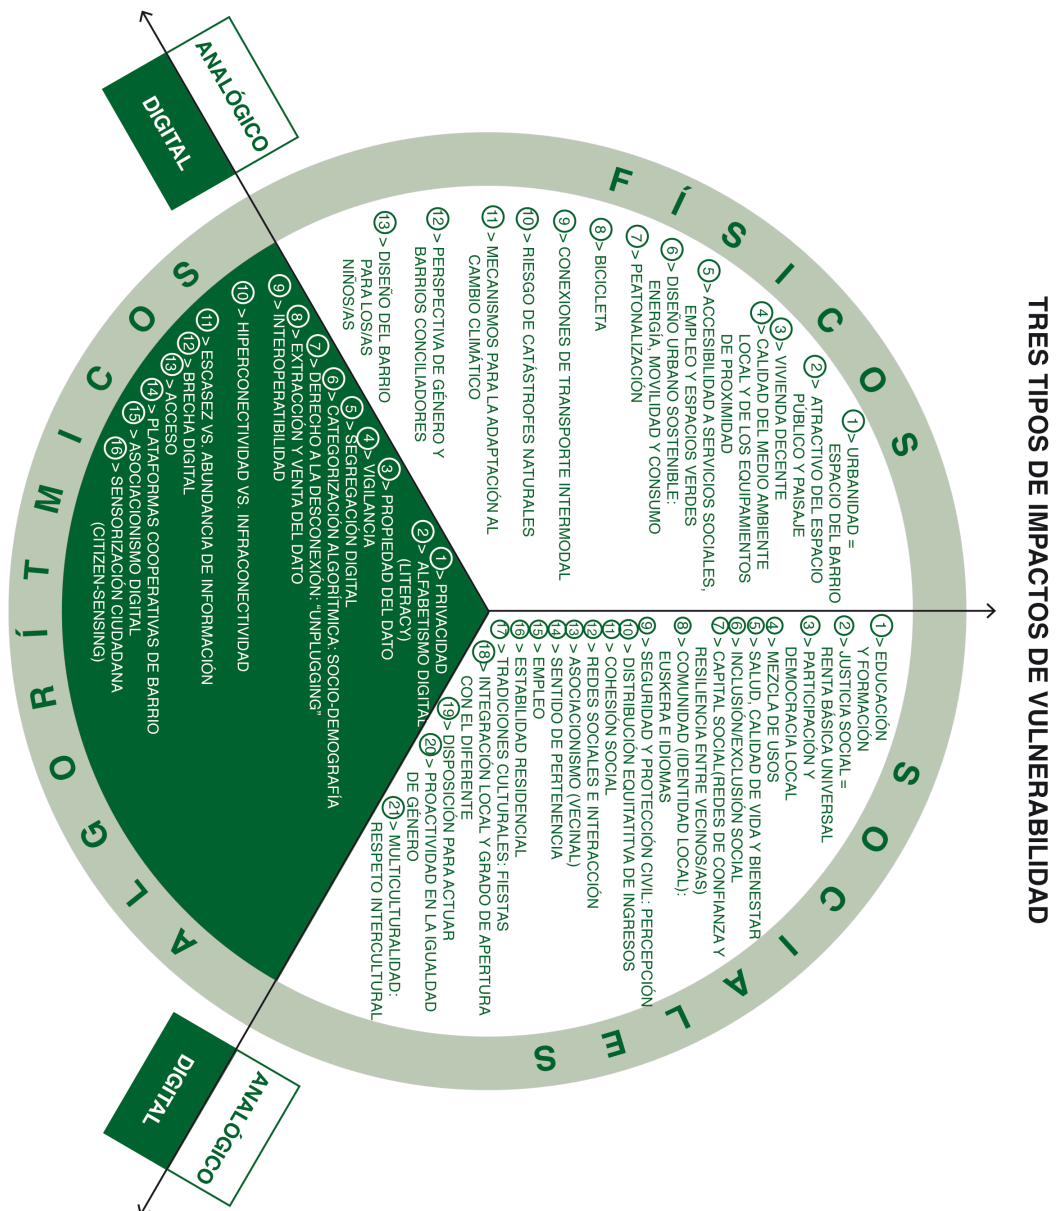 TRES TIPOS DE IMPACTOS DE VULNERABILIDAD
FÍSICOS
1 > URBANIDAD =
ESPACIO DEL BARRIO
2 > ATRACTIVO DEL ESPACIO
PÚBLICO Y PAISAJE
3 > VIVIENDA DECENTE
4 > CALIDAD DEL MEDIO AMBIENTE
LOCAL Y DE LOS EQUIPAMIENTOS
DE PROXIMIDAD
5 > ACCESIBILIDAD A SERVICIOS SOCIALES,
EMPLEO Y ESPACIOS VERDES
6 > DISEÑO URBANO SOSTENIBLE:
ENERGÍA, MOVILIDAD Y CONSUMO
7 > PEATONALIZACIÓN
8 > BICICLETA
9 > CONEXIONES DE TRANSPORTE INTERMODAL
10 > RIESGO DE CATÁSTROFES NATURALES
11 > MECANISMOS PARA LA ADAPTACIÓN AL
CAMBIO CLIMÁTICO
12 > PERSPECTIVA DE GÉNERO Y
BARRIOS CONCILIADORES
13 > DISEÑO DEL BARRIO
PARA LOS/AS
NIÑOS/AS
SOCIALES
1 > EDUCACIÓN
Y FORMACIÓN
2 > JUSTICIA SOCIAL =
RENTA BÁSICA UNIVERSAL
3 > PARTICIPACIÓN Y
DEMOCRACIA LOCAL
4 > MEZCLA DE USOS
5 > SALUD, CALIDAD DE VIDA Y BIENESTAR
6 > INCLUSIÓN/EXCLUSIÓN SOCIAL
7 > CAPITAL SOCIAL(REDES DE CONFIANZA Y
RESILIENCIA ENTRE VECINOS/AS)
8 > COMUNIDAD (IDENTIDAD LOCAL):
EUSKERA E IDIOMAS
9 > SEGURIDAD Y PROTECCIÓN CIVIL: PERCEPCIÓN
10 > DISTRIBUCIÓN EQUITATITVA DE INGRESOS
11 > COHESIÓN SOCIAL
12 > REDES SOCIALES E INTERACCIÓN
13 > ASOCIACIONISMO (VECINAL)
14 > SENTIDO DE PERTENENCIA
15 > EMPLEO
16 > ESTABILIDAD RESIDENCIAL
17 > TRADICIONES CULTURALES: FIESTAS
18 > INTEGRACIÓN LOCAL Y GRADO DE APERTURA
CON EL DIFERENTE
19 > DISPOSICIÓN PARA ACTUAR
20 > PROACTIVIDAD EN LA IGUALDAD
DE GÉNERO
21 > MULTICULTURALIDAD:
RESPETO INTERCULTURAL
ALGORÍTMICOS
1 > PRIVACIDAD
2 > ALFABETISMO DIGITAL
(LITERACY)
3 > PROPIEDAD DEL DATO
4 > VIGILANCIA
5 > SEGREGACIÓN DIGITAL
6 > CATEGORIZACIÓN ALGORÍTMICA: SOCIO-DEMOGRAFÍA
7 > DERECHO A LA DESCONEXIÓN: "UNPLUGGING"
8 > EXTRACCIÓN Y VENTA DEL DATO
9 > INTEROPERATIBILIDAD
10 > HIPERCONECTIVIDAD VS. INFRACONECTIVIDAD
11 > ESCASEZ VS. ABUNDANCIA DE INFORMACIÓN
12 > BRECHA DIGITAL
13 > ACCESO
14 > PLATAFORMAS COOPERATIVAS DE BARRIO
15 > ASOCIACIONISMO DIGITAL
16 > SENSORIZACIÓN CIUDADANA
(CITIZEN-SENSING)
ANALÓGICO
DIGITAL
ANALÓGICO
DIGITAL